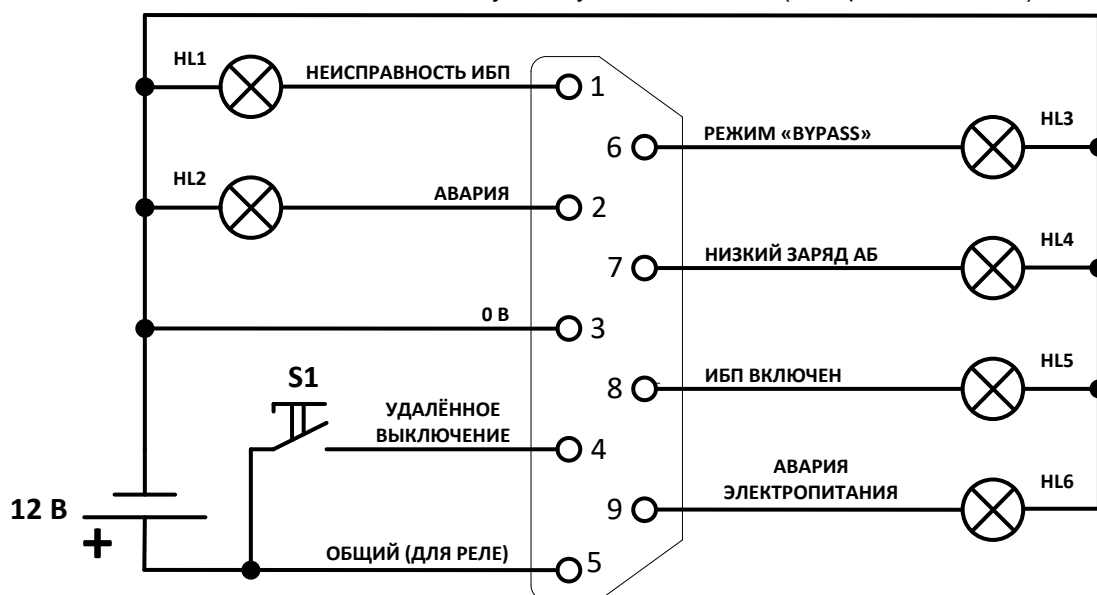 HL1
НЕИСПРАВНОСТЬ ИБП
1
6
РЕЖИМ «BYPASS»
HL3
HL2
АВАРИЯ
2
7
НИЗКИЙ ЗАРЯД АБ
HL4
0 В
3
8
ИБП ВКЛЮЧЕН
HL5
S1
УДАЛЁННОЕ
ВЫКЛЮЧЕНИЕ
4
9
АВАРИЯ
ЭЛЕКТРОПИТАНИЯ
HL6
12 В
+
ОБЩИЙ (ДЛЯ РЕЛЕ)
5